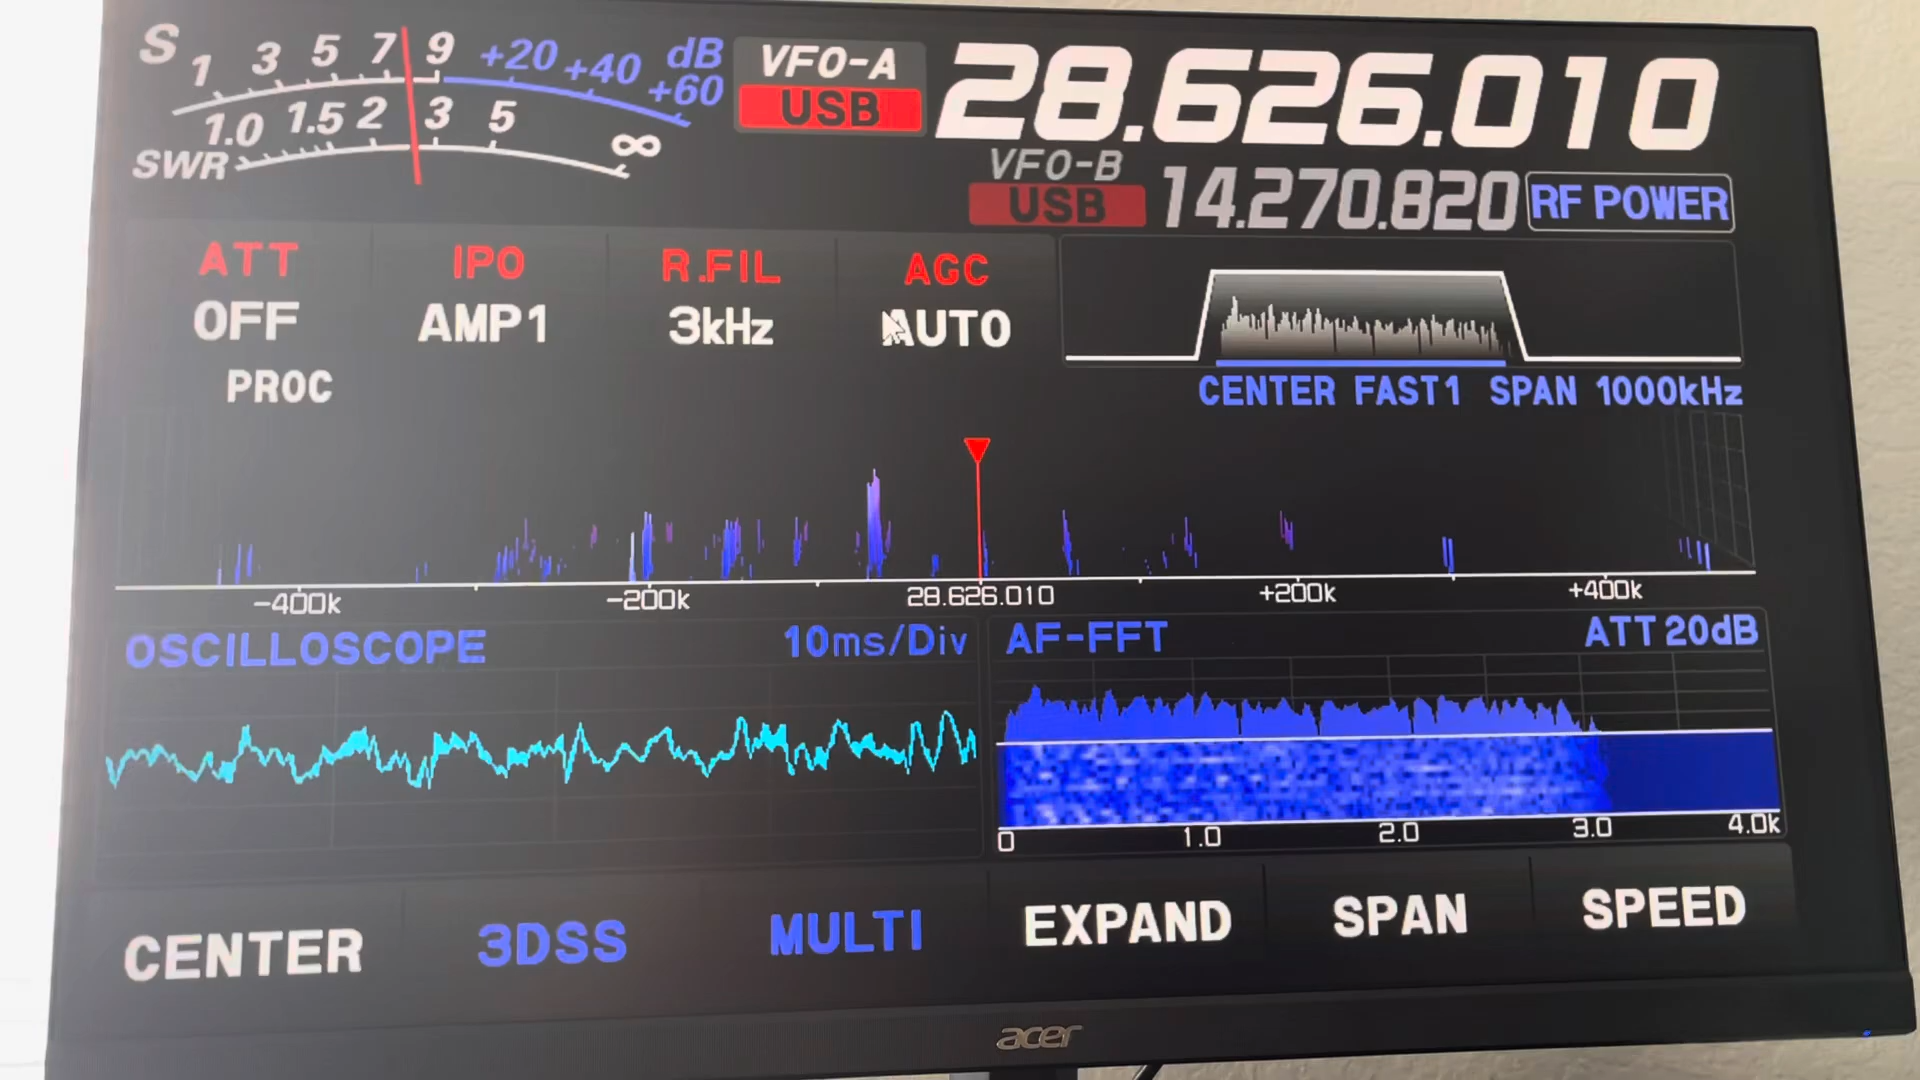 S 1 3 5 7 9 +20 +40 +60 dB
SWR 1.0 1.5 2 3 5 ∞
VFO-A
USB
28.626.010
VFO-B
USB
14.270.820
RF POWER
ATT IPO R.FIL AGC
OFF AMP1 3kHz AUTO
PROC
CENTER FAST1 SPAN 1000kHz
-400k -200k 28.626.010 +200k +400k
OSCILLOSCOPE 10ms/Div
AF-FFT ATT 20dB
0 1.0 2.0 3.0 4.0k
CENTER 3DSS MULTI EXPAND SPAN SPEED
acer